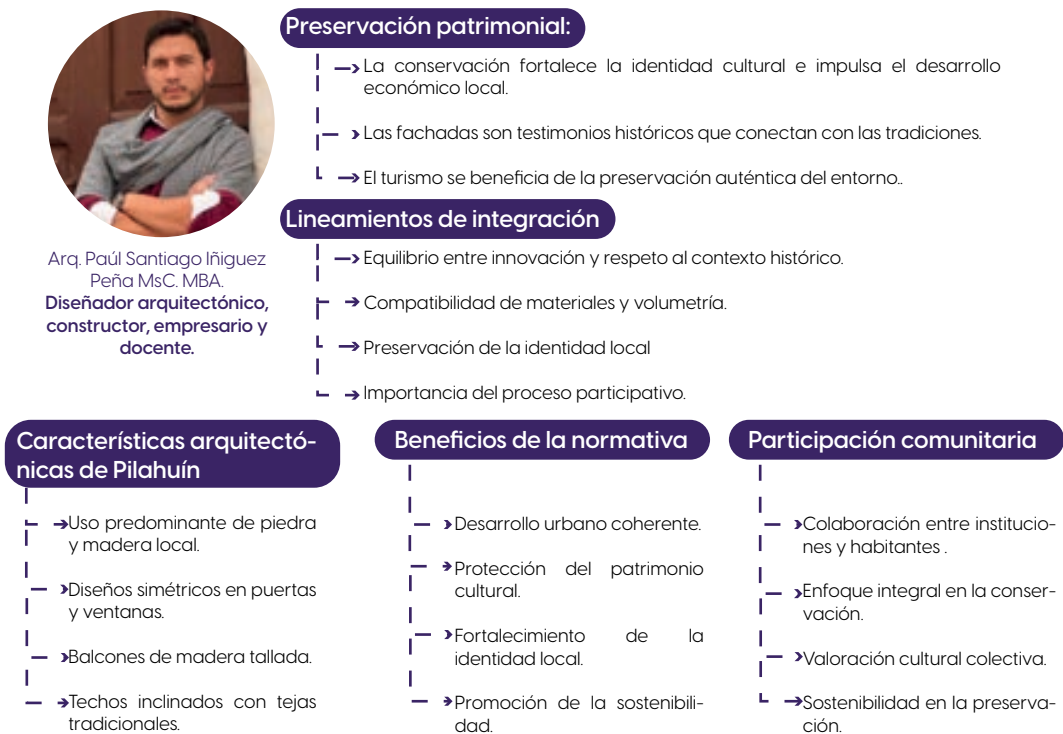 Preservación patrimonial:
La conservación fortalece la identidad cultural e impulsa el desarrollo
económico local.
Las fachadas son testimonios históricos que conectan con las tradiciones.
El turismo se beneficia de la preservación auténtica del entorno..
Arq. Paúl Santiago Iñiguez
Peña MsC. MBA.
Diseñador arquitectónico,
constructor, empresario y
docente.
Lineamientos de integración
Equilibrio entre innovación y respeto al contexto histórico.
Compatibilidad de materiales y volumetría.
Preservación de la identidad local
Importancia del proceso participativo.
Características arquitectó-
nicas de Pilahuín
Uso predominante de piedra
y madera local.
Diseños simétricos en puertas
y ventanas.
Balcones de madera tallada.
Techos inclinados con tejas
tradicionales.
Beneficios de la normativa
Desarrollo urbano coherente.
Protección del patrimonio
cultural.
Fortalecimiento de la
identidad local.
Promoción de la sostenibili-
dad.
Participación comunitaria
Colaboración entre institucio-
nes y habitantes .
Enfoque integral en la conser-
vación.
Valoración cultural colectiva.
Sostenibilidad en la preserva-
ción.